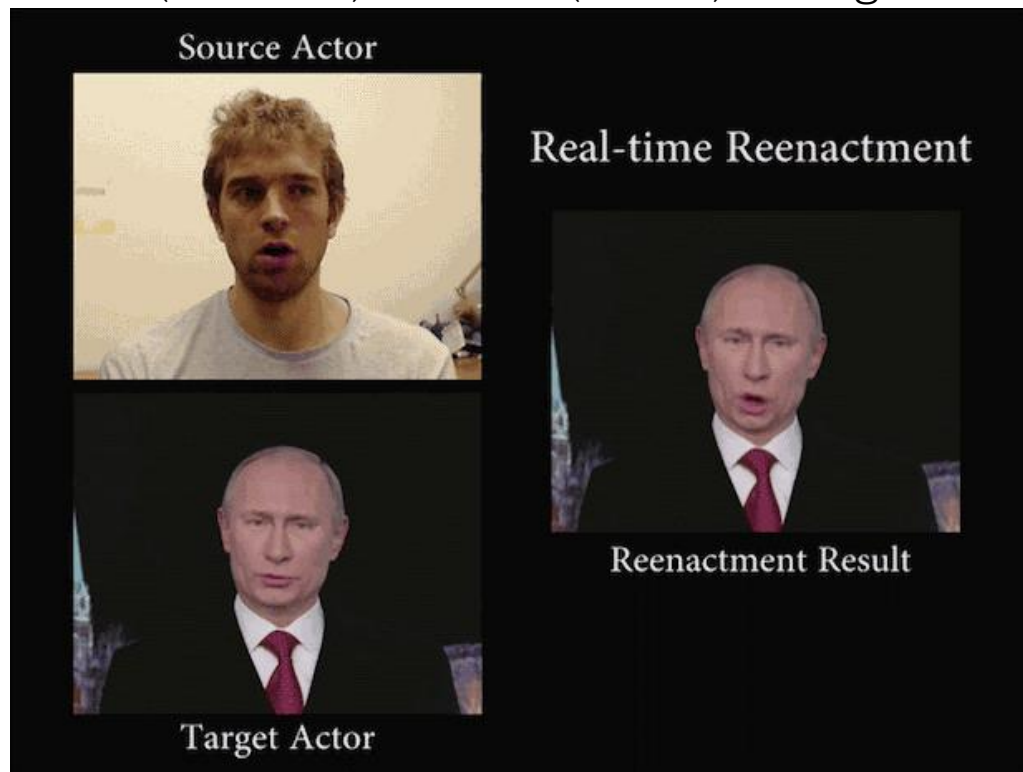 Source Actor
Real-time Reenactment
Reenactment Result
Target Actor